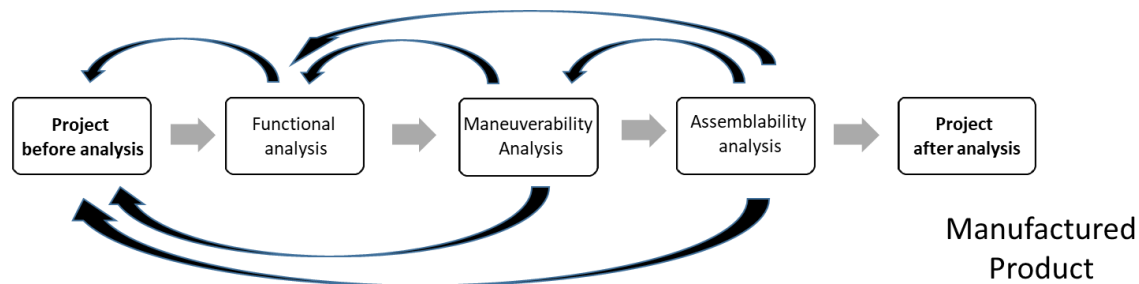 Project
before analysis
Functional
analysis
Maneuverability
Analysis
Assemblability
analysis
Project
after analysis
Manufactured
Product